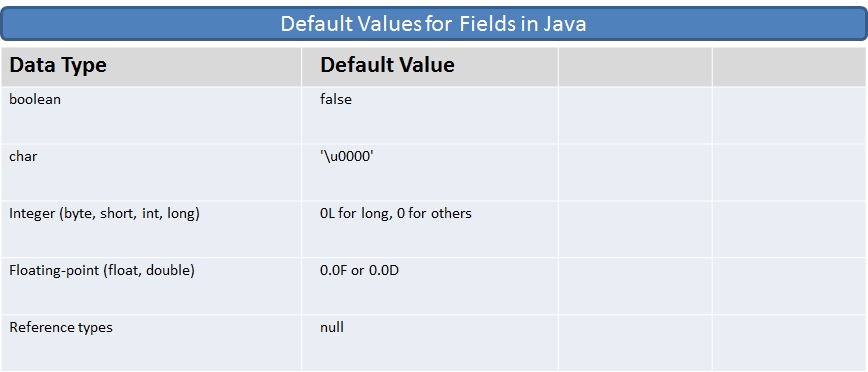 Default Values for Fields in Java
Data Type Default Value
boolean false
char '\u0000'
Integer (byte, short, int, long) 0L for long, 0 for others
Floating-point (float, double) 0.0F or 0.0D
Reference types null